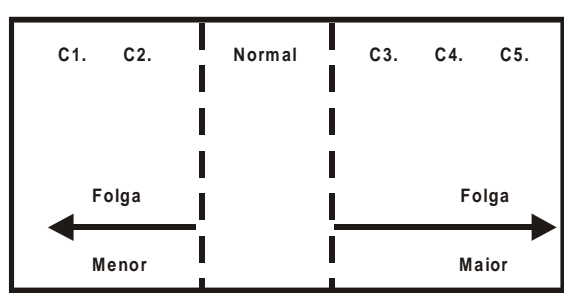 C1. C2. Normal C3. C4. C5.
Folga Folga
Menor Maior